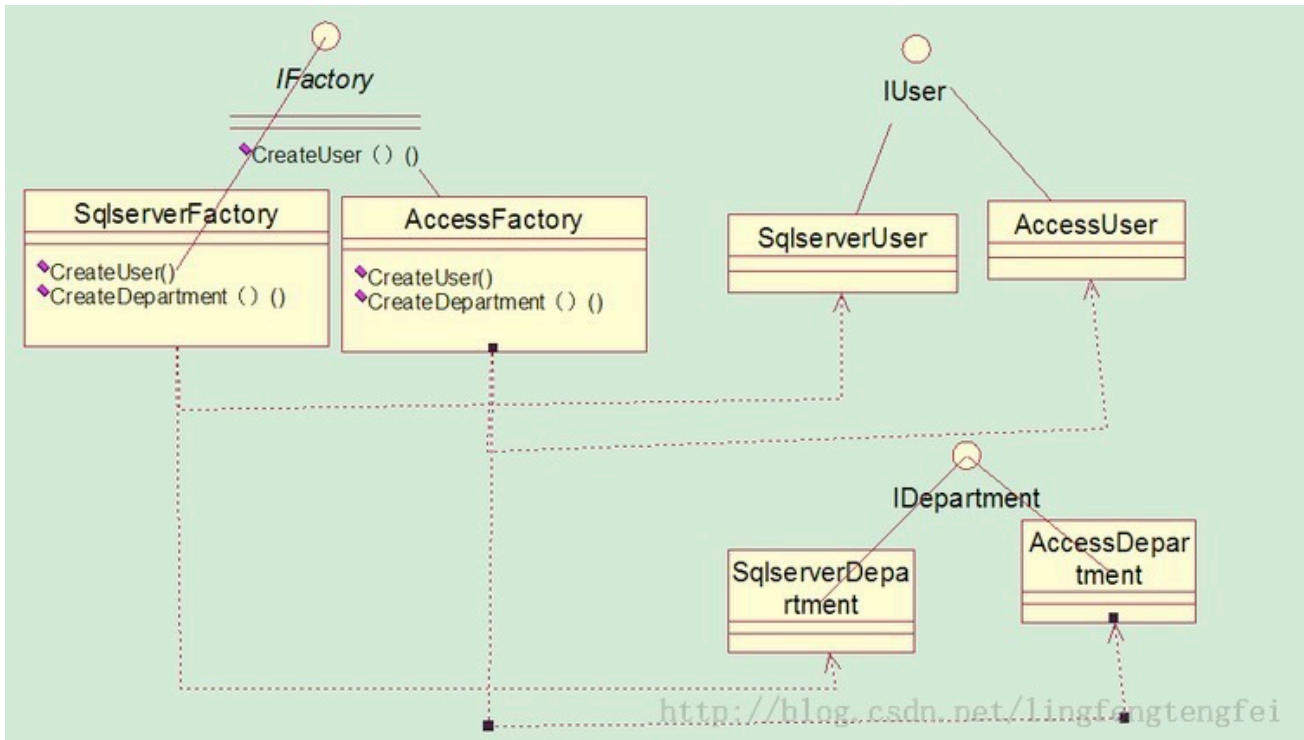 IFactory
CreateUser（）()
SqlserverFactory
CreateUser()
CreateDepartment（）()
AccessFactory
CreateUser()
CreateDepartment（）()
IUser
SqlserverUser
AccessUser
IDepartment
SqlserverDepa
rtment
AccessDepar
tment
http://blog.csdn.net/lingfengtengfei